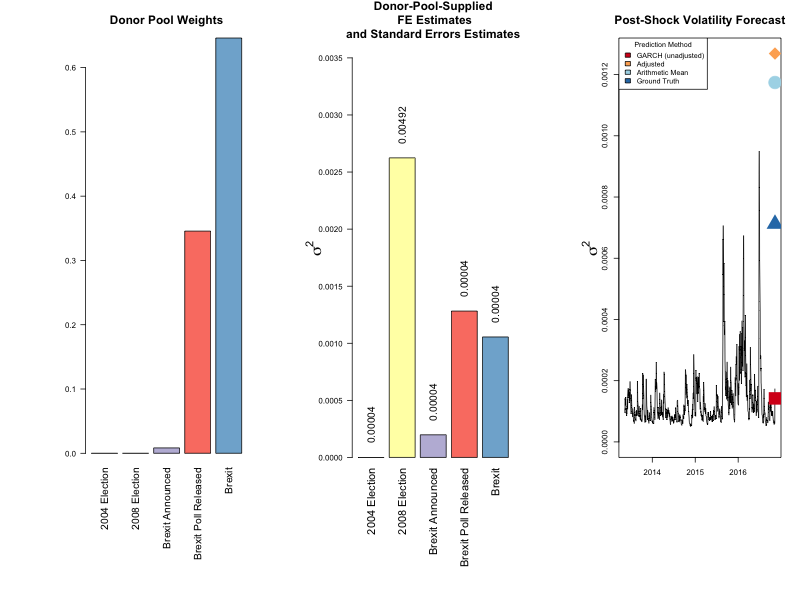 Donor Pool Weights
0.6
0.5
0.4
0.3
0.2
0.1
0.0
2004 Election
2008 Election
Brexit Announced
Brexit Poll Released
Brexit
Donor-Pool-Supplied
FE Estimates
and Standard Errors Estimates
σ2
0.0035
0.0030
0.0025
0.0020
0.0015
0.0010
0.0005
0.0000
0.00004
0.00492
0.00004
0.00004
0.00004
2004 Election
2008 Election
Brexit Announced
Brexit Poll Released
Brexit
Post-Shock Volatility Forecast
σ2
0.0012
0.0010
0.0008
0.0006
0.0004
0.0002
0.0000
Prediction Method
GARCH (unadjusted)
Adjusted
Arithmetic Mean
Ground Truth
2014
2015
2016